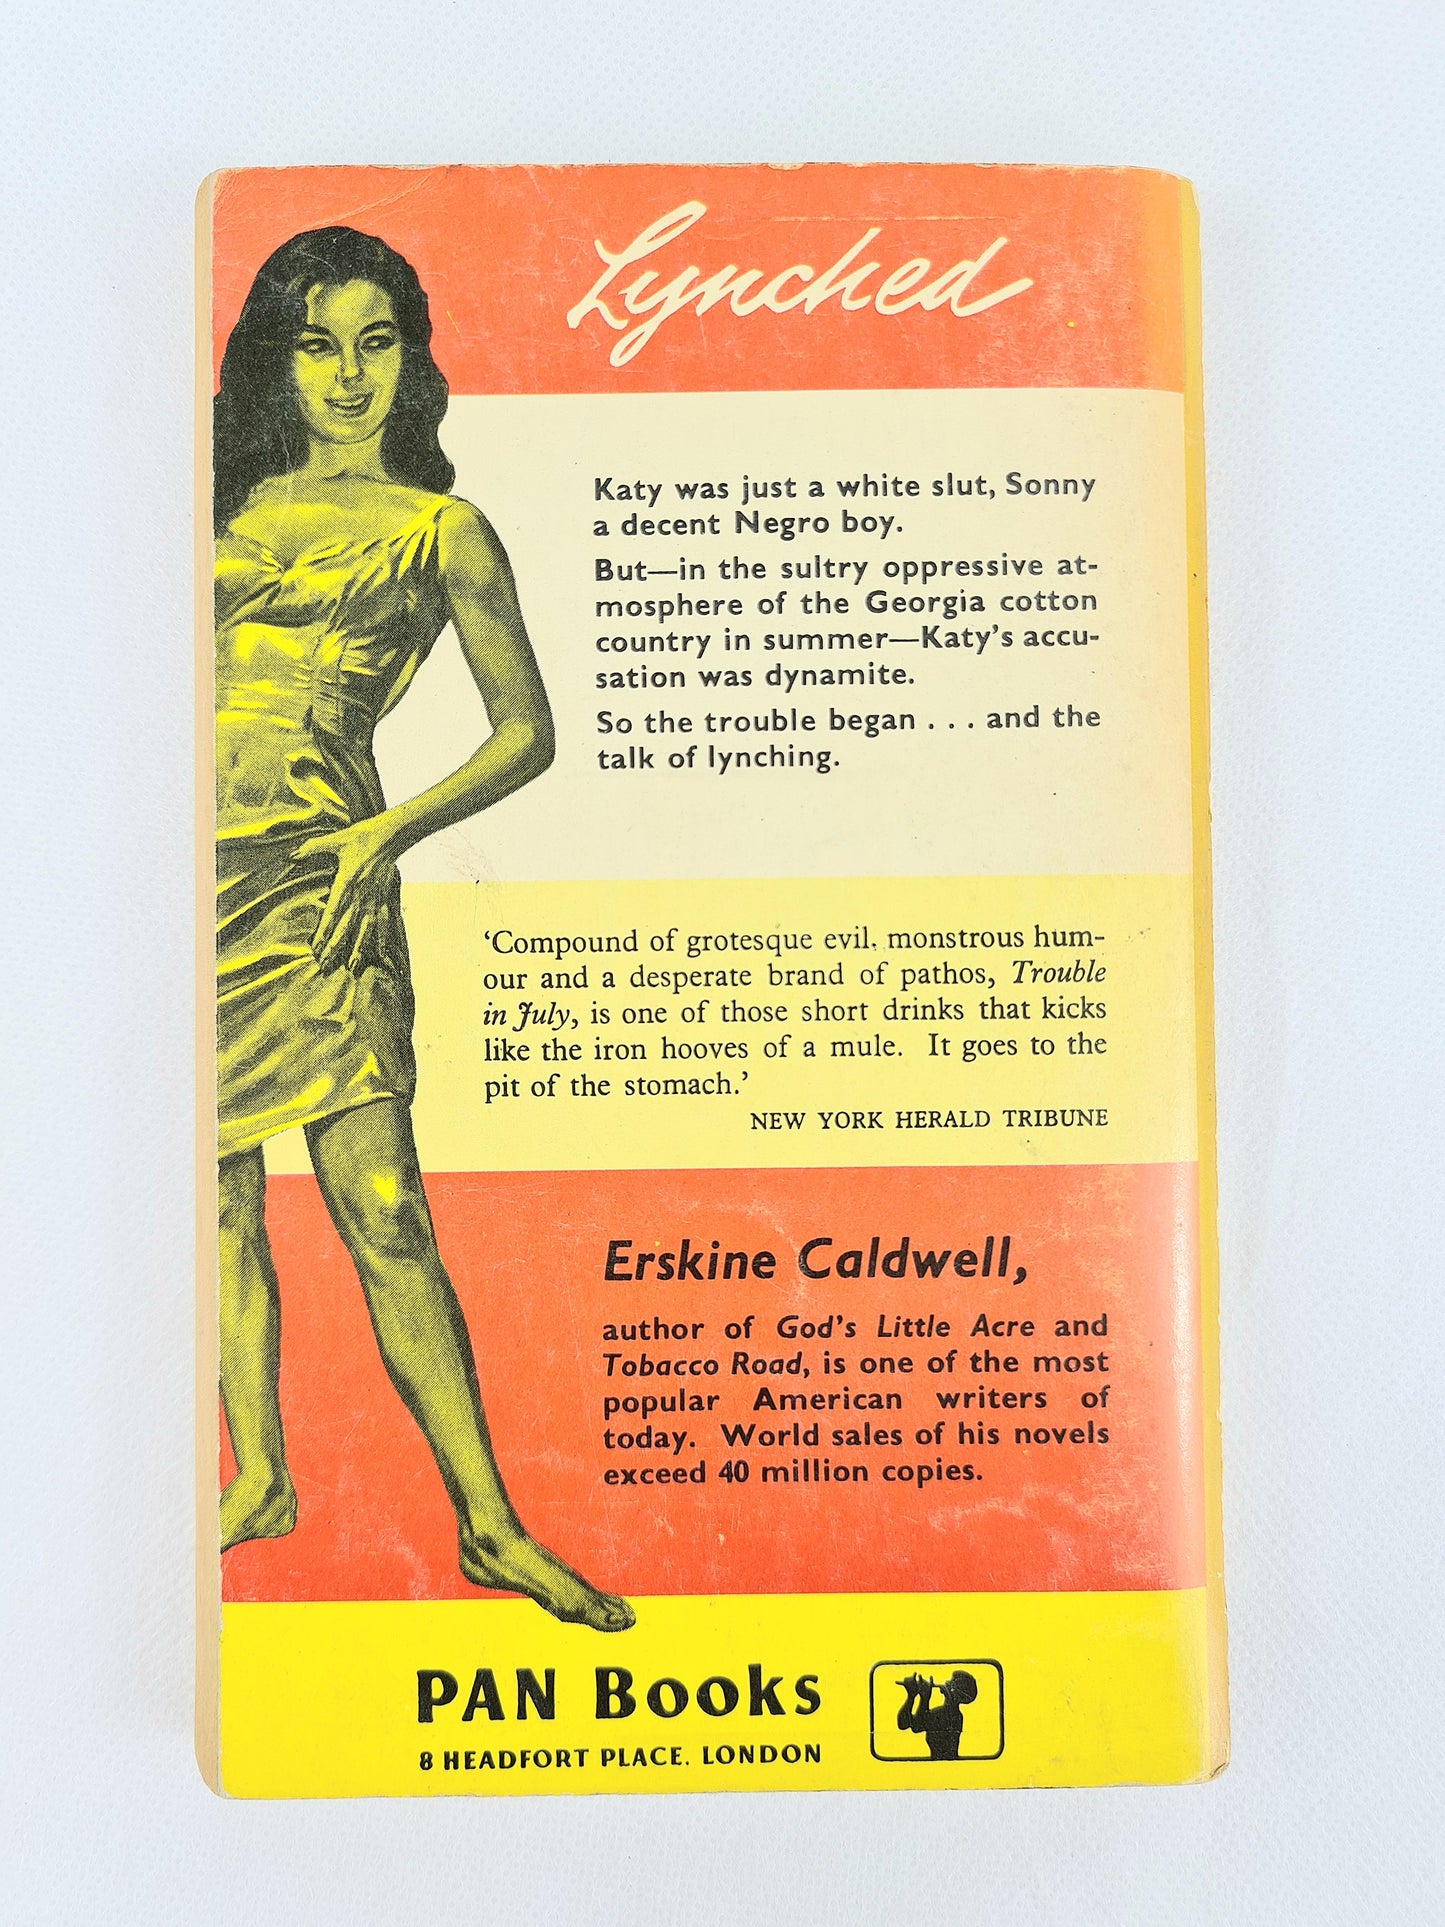 Lynched
Katy was just a white slut, Sonny
a decent Negro boy.
But—in the sultry oppressive at-
mosphere of the Georgia cotton
country in summer—Katy's accu-
sation was dynamite.
So the trouble began . . . and the
talk of lynching.
'Compound of grotesque evil, monstrous hum-
our and a desperate brand of pathos, Trouble
in July, is one of those short drinks that kicks
like the iron hooves of a mule. It goes to the
pit of the stomach.'
NEW YORK HERALD TRIBUNE
Erskine Caldwell,
author of God's Little Acre and
Tobacco Road, is one of the most
popular American writers of
today. World sales of his novels
exceed 40 million copies.
PAN Books
8 HEADFORT PLACE. LONDON